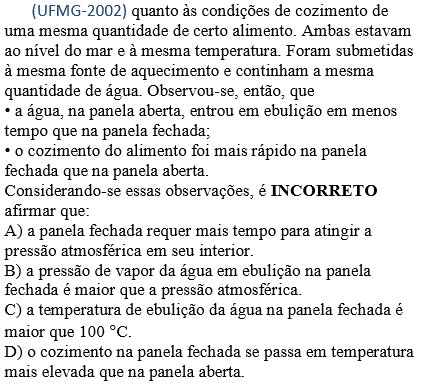 (UFMG-2002) quanto às condições de cozimento de
uma mesma quantidade de certo alimento. Ambas estavam
ao nível do mar e à mesma temperatura. Foram submetidas
à mesma fonte de aquecimento e continham a mesma
quantidade de água. Observou-se, então, que
• a água, na panela aberta, entrou em ebulição em menos
tempo que na panela fechada;
• o cozimento do alimento foi mais rápido na panela
fechada que na panela aberta.
Considerando-se essas observações, é INCORRETO
afirmar que:
A) a panela fechada requer mais tempo para atingir a
pressão atmosférica em seu interior.
B) a pressão de vapor da água em ebulição na panela
fechada é maior que a pressão atmosférica.
C) a temperatura de ebulição da água na panela fechada é
maior que 100 °C.
D) o cozimento na panela fechada se passa em temperatura
mais elevada que na panela aberta.